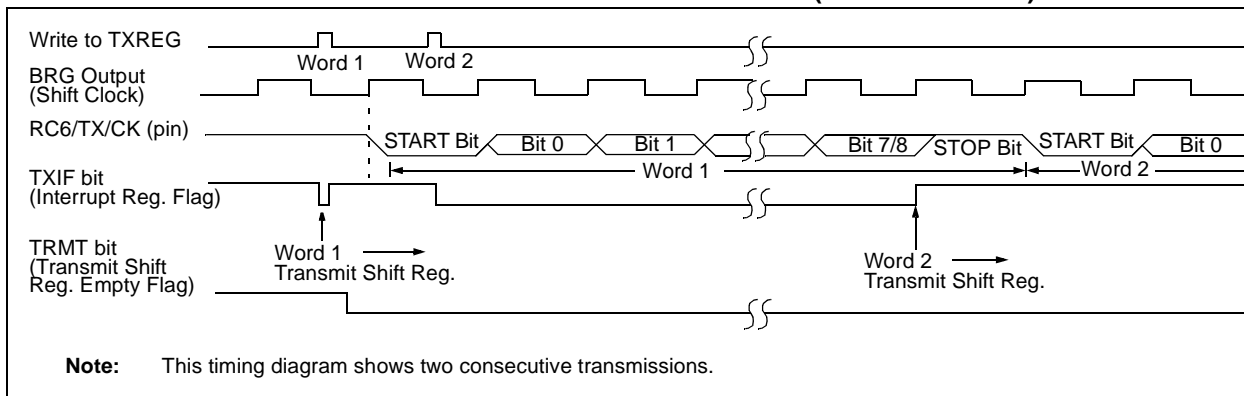 Write to TXREG
Word 1
Word 2
BRG Output
(Shift Clock)
RC6/TX/CK (pin)
START Bit
Bit 0
Bit 1
Bit 7/8
STOP Bit
START Bit
Bit 0
Word 1
Word 2
TXIF bit
(Interrupt Reg. Flag)
TRMT bit
(Transmit Shift
Reg. Empty Flag)
Word 1
Transmit Shift Reg.
Word 2
Transmit Shift Reg.
Note: This timing diagram shows two consecutive transmissions.